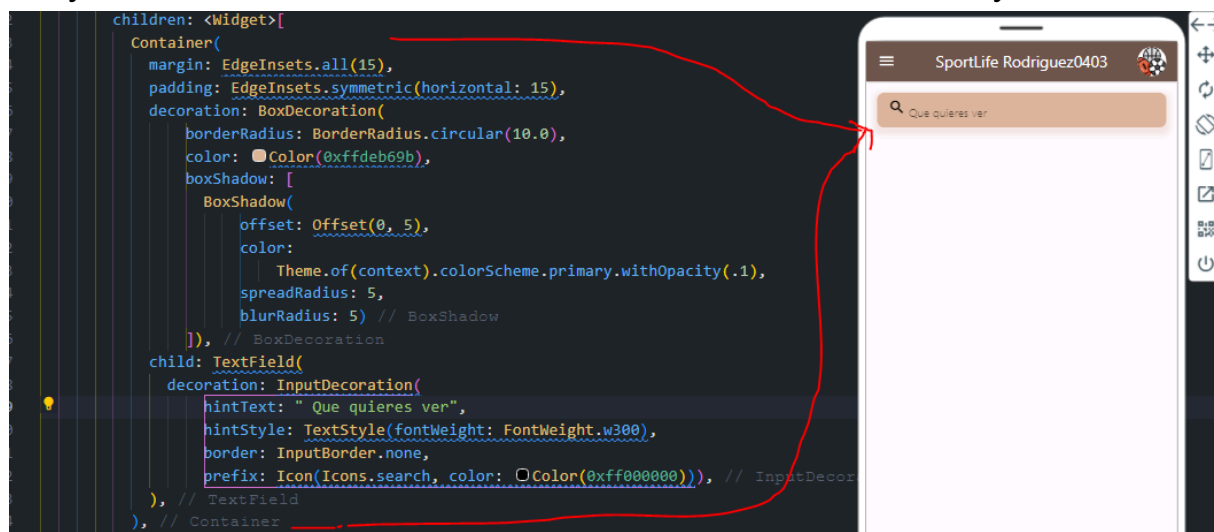 children: <Widget>[
Container(
margin: EdgeInsets.all(15),
padding: EdgeInsets.symmetric(horizontal: 15),
decoration: BoxDecoration(
borderRadius: BorderRadius.circular(10.0),
color: Color(0xffdeb69b),
boxShadow: [
BoxShadow(
offset: Offset(0, 5),
color:
Theme.of(context).colorScheme.primary.withOpacity(.1),
spreadRadius: 5,
blurRadius: 5) // BoxShadow
]), // BoxDecoration
child: TextField(
decoration: InputDecoration(
hintText: " Que quieres ver",
hintStyle: TextStyle(fontWeight: FontWeight.w300),
border: InputBorder.none,
prefix: Icon(Icons.search, color: Color(0xff000000))), // InputDecor
), // TextField
), // Container
SportLife Rodriguez0403
Que quieres ver